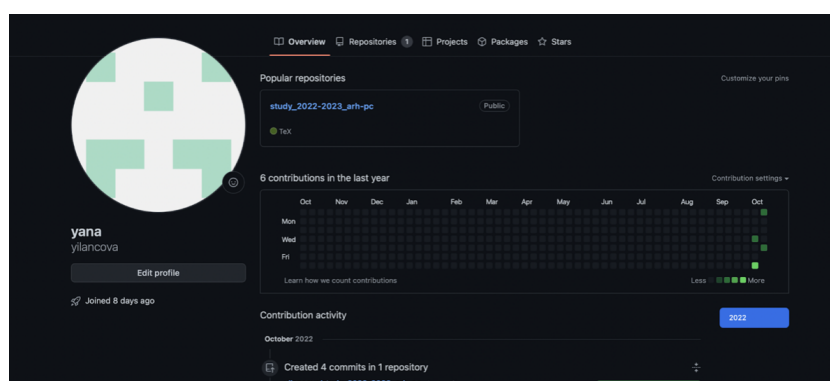 Overview Repositories 1 Projects Packages Stars
Popular repositories Customize your pins
study_2022-2023_arh-pc Public
TeX
6 contributions in the last year Contribution settings
Oct Nov Dec Jan Feb Mar Apr May Jun Jul Aug Sep Oct
Mon
Wed
Fri
Learn how we count contributions Less More
yana
yilancova
Edit profile
Joined 8 days ago
Contribution activity 2022
October 2022
Created 4 commits in 1 repository